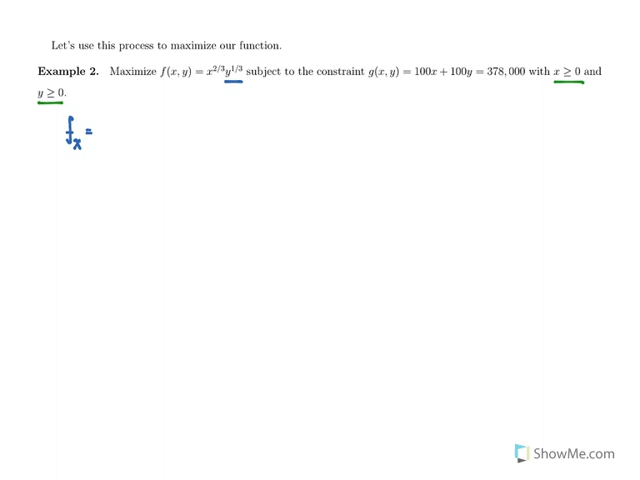 Let's use this process to maximize our function.
Example 2. Maximize f(x, y) = x^{2/3}y^{1/3} subject to the constraint g(x, y) = 100x + 100y = 378,000 with x ≥ 0 and
y ≥ 0.
f_x =
ShowMe.com